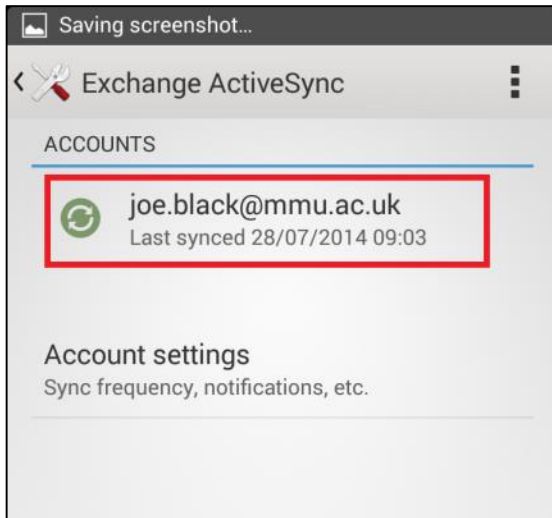 Saving screenshot...
Exchange ActiveSync
ACCOUNTS
joe.black@mmu.ac.uk
Last synced 28/07/2014 09:03
Account settings
Sync frequency, notifications, etc.